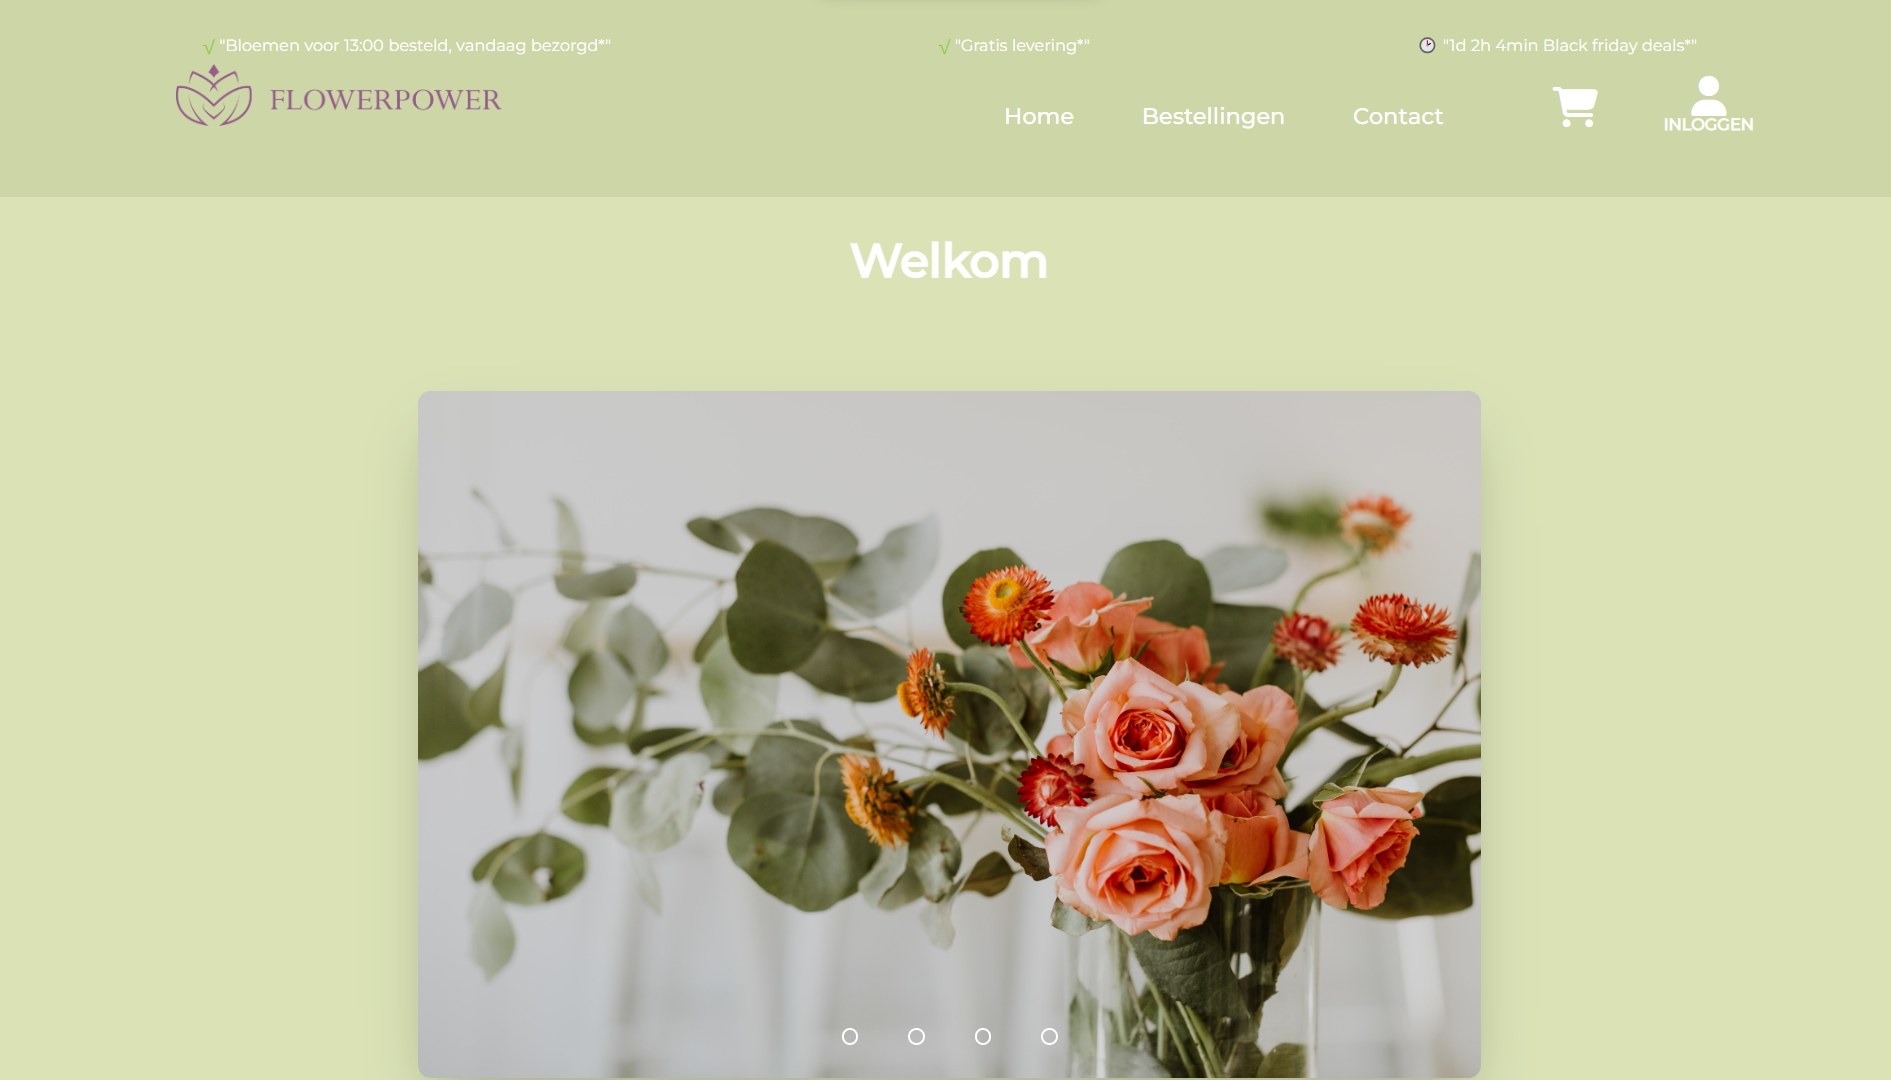 √ "Bloemen voor 13:00 besteld, vandaag bezorgd*"
√ "Gratis levering*"
"1d 2h 4min Black friday deals*"
FLOWERPOWER
Home
Bestellingen
Contact
INLOGGEN
Welkom